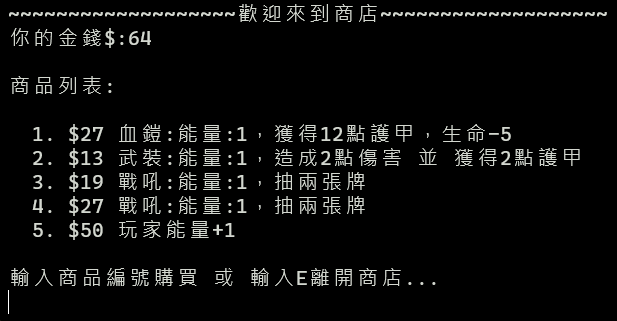 ~~~~~~~~~~~~~~~~~~~歡迎來到商店~~~~~~~~~~~~~~~~~~~
你的金錢$:64
商品列表:
1. $27 血鎧:能量:1，獲得12點護甲，生命-5
2. $13 武裝:能量:1，造成2點傷害 並 獲得2點護甲
3. $19 戰吼:能量:1，抽兩張牌
4. $27 戰吼:能量:1，抽兩張牌
5. $50 玩家能量+1
輸入商品編號購買 或 輸入E離開商店...